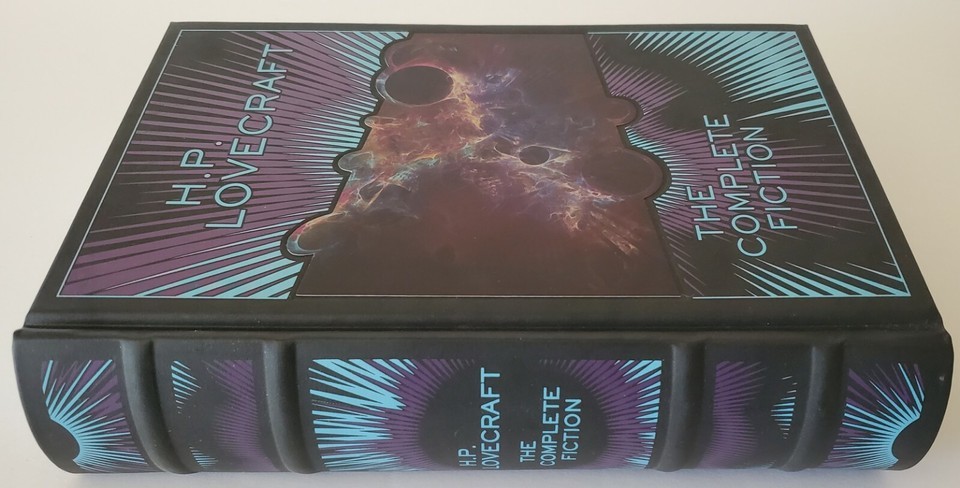 H.P.
LOVECRAFT
THE
COMPLETE
FICTION
H.P.
LOVECRAFT
THE
COMPLETE
FICTION